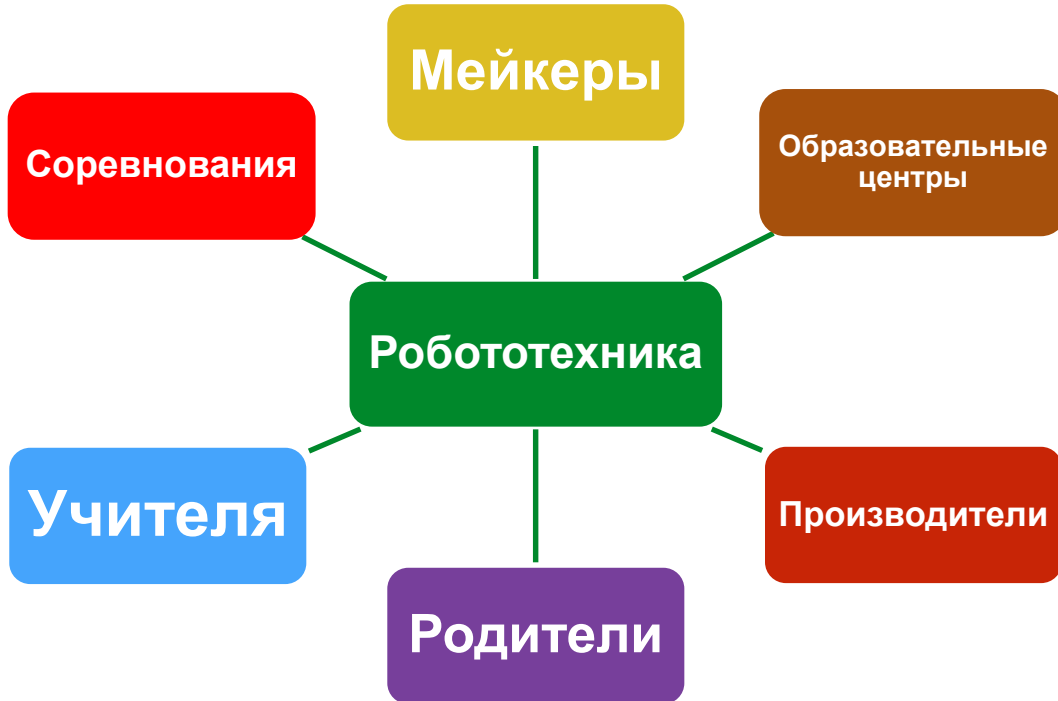 Мейкеры
Соревнования
Образовательные
центры
Робототехника
Учителя
Производители
Родители